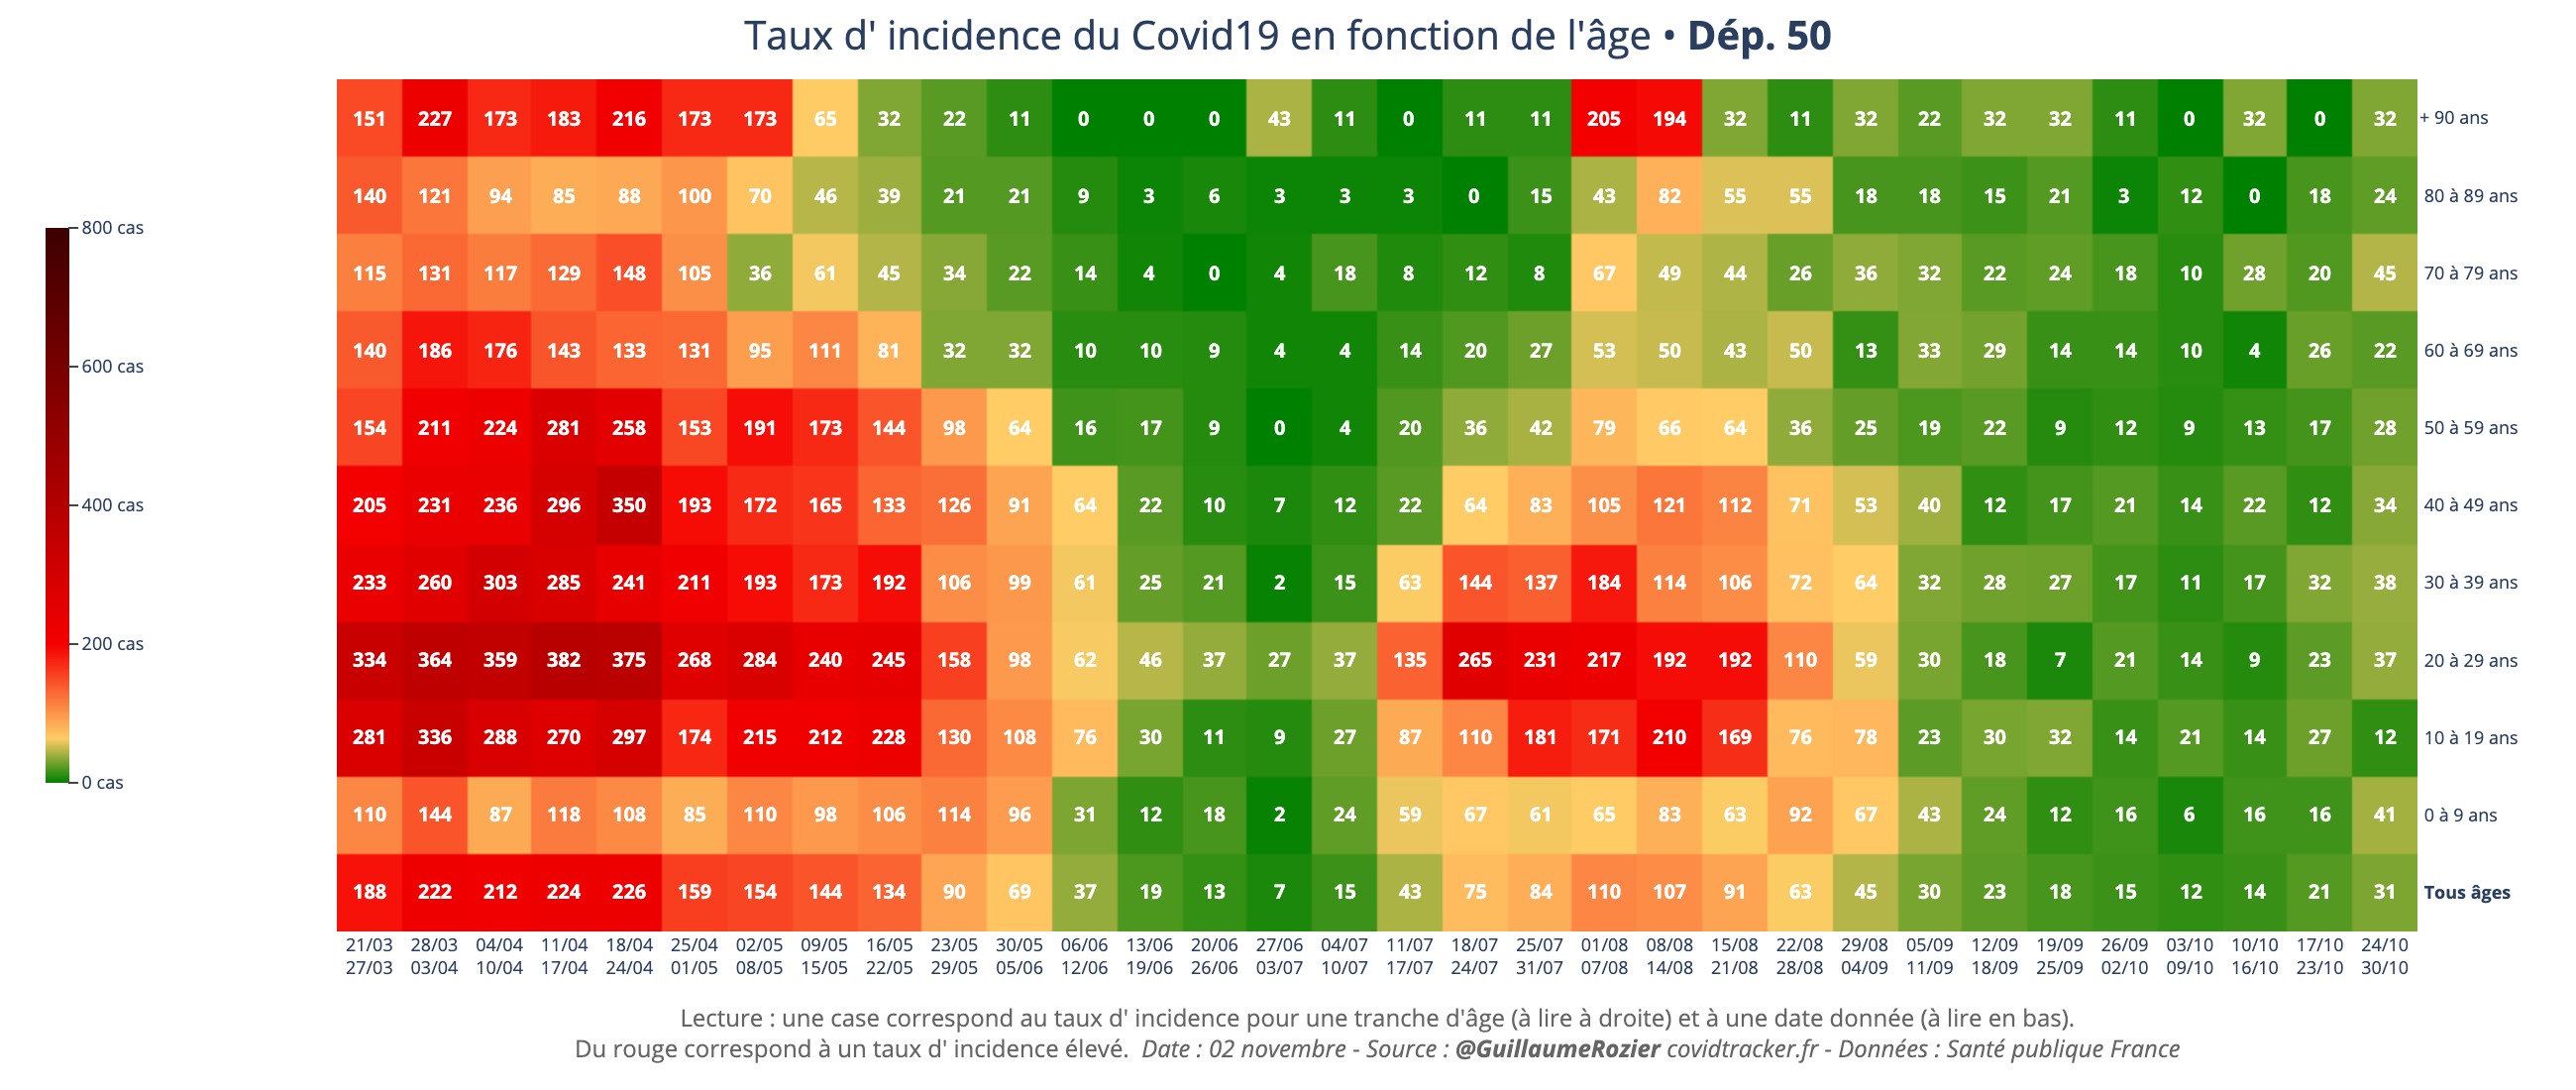 Taux d' incidence du Covid19 en fonction de l'âge • Dép. 50
800 cas
600 cas
400 cas
200 cas
0 cas
151 227 173 183 216 173 173 65 32 22 11 0 0 0 43 11 0 11 11 205 194 32 11 32 22 32 32 11 0 32 0 32 + 90 ans
140 121 94 85 88 100 70 46 39 21 21 9 3 6 3 3 3 0 15 43 82 55 55 18 18 15 21 3 12 0 18 24 80 à 89 ans
115 131 117 129 148 105 36 61 45 34 22 14 4 0 4 18 8 12 8 67 49 44 26 36 32 22 24 18 10 28 20 45 70 à 79 ans
140 186 176 143 133 131 95 111 81 32 32 10 10 9 4 4 14 20 27 53 50 43 50 13 33 29 14 14 10 4 26 22 60 à 69 ans
154 211 224 281 258 153 191 173 144 98 64 16 17 9 0 4 20 36 42 79 66 64 36 25 19 22 9 12 9 13 17 28 50 à 59 ans
205 231 236 296 350 193 172 165 133 126 91 64 22 10 7 12 22 64 83 105 121 112 71 53 40 12 17 21 14 22 12 34 40 à 49 ans
233 260 303 285 241 211 193 173 192 106 99 61 25 21 2 15 63 144 137 184 114 106 72 64 32 28 27 17 11 17 32 38 30 à 39 ans
334 364 359 382 375 268 284 240 245 158 98 62 46 37 27 37 135 265 231 217 192 192 110 59 30 18 7 21 14 9 23 37 20 à 29 ans
281 336 288 270 297 174 215 212 228 130 108 76 30 11 9 27 87 110 181 171 210 169 76 78 23 30 32 14 21 14 27 12 10 à 19 ans
110 144 87 118 108 85 110 98 106 114 96 31 12 18 2 24 59 67 61 65 83 63 92 67 43 24 12 16 6 16 16 41 0 à 9 ans
188 222 212 224 226 159 154 144 134 90 69 37 19 13 7 15 43 75 84 110 107 91 63 45 30 23 18 15 12 14 21 31 Tous âges
21/03 28/03 04/04 11/04 18/04 25/04 02/05 09/05 16/05 23/05 30/05 06/06 13/06 20/06 27/06 04/07 11/07 18/07 25/07 01/08 08/08 15/08 22/08 29/08 05/09 12/09 19/09 26/09 03/10 10/10 17/10 24/10
27/03 03/04 10/04 17/04 24/04 01/05 08/05 15/05 22/05 29/05 05/06 12/06 19/06 26/06 03/07 10/07 17/07 24/07 31/07 07/08 14/08 21/08 28/08 04/09 11/09 18/09 25/09 02/10 09/10 16/10 23/10 30/10
Lecture : une case correspond au taux d' incidence pour une tranche d'âge (à lire à droite) et à une date donnée (à lire en bas).
Du rouge correspond à un taux d' incidence élevé. Date : 02 novembre - Source : @GuillaumeRozier covidtracker.fr - Données : Santé publique France